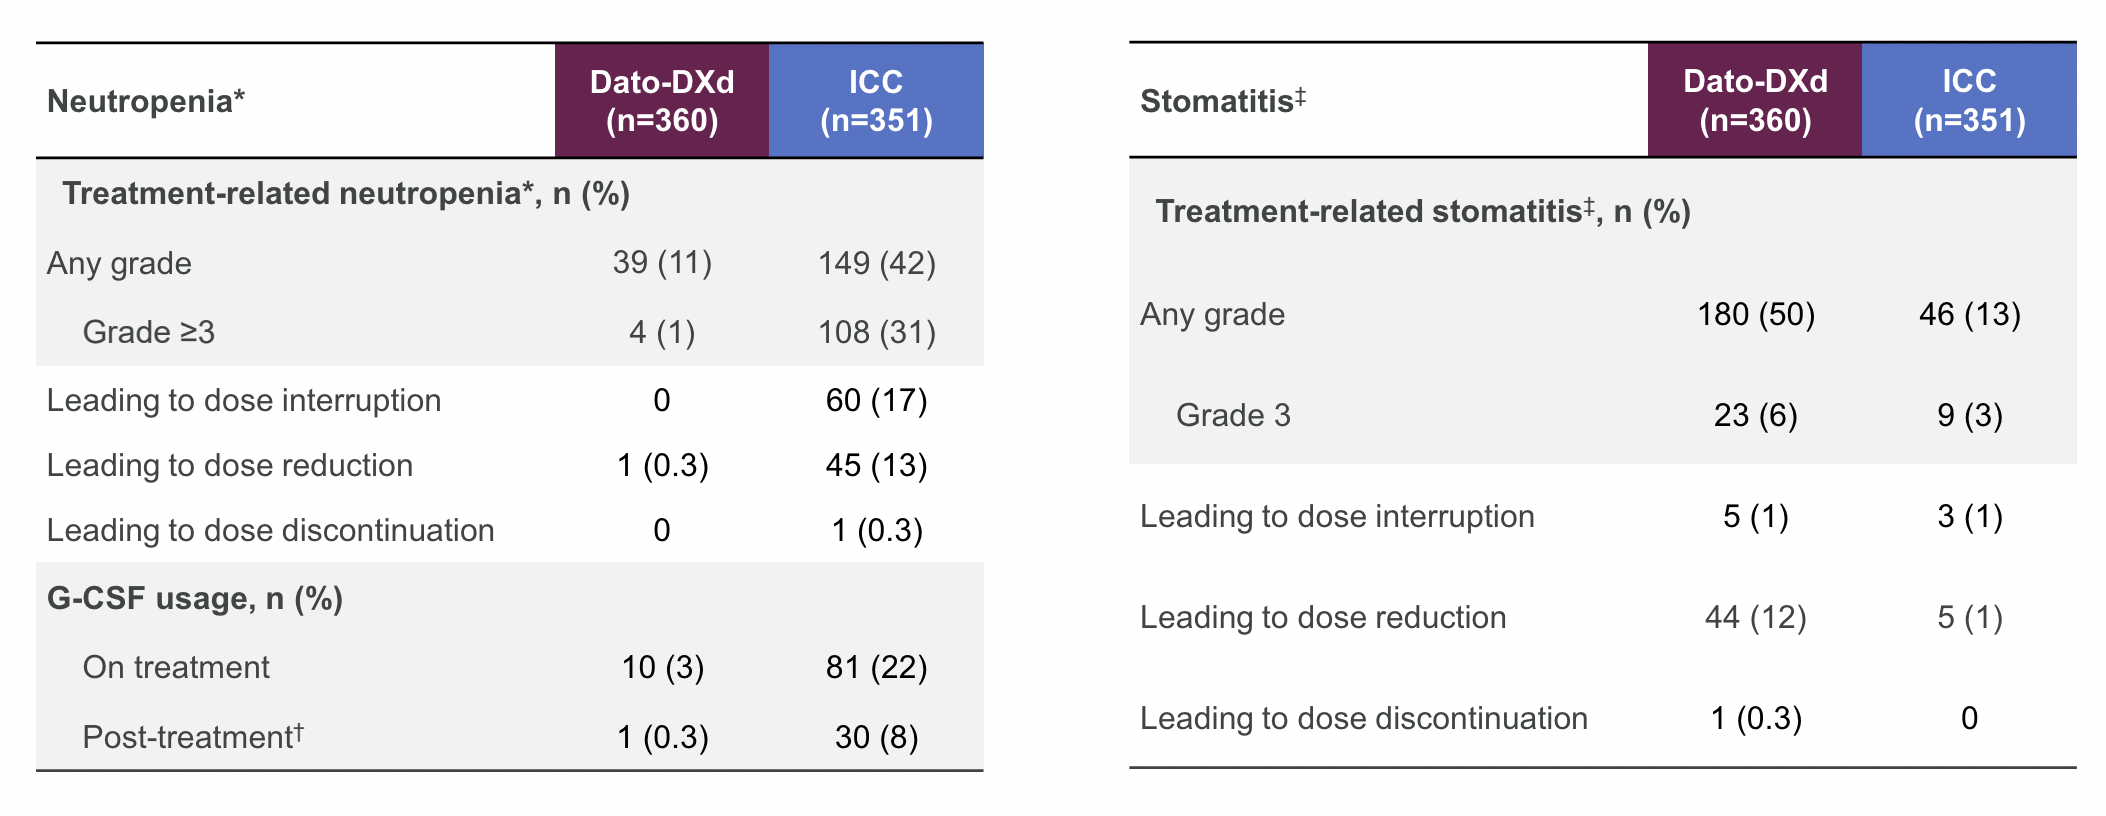 Neutropenia* Dato-DXd (n=360) ICC (n=351)
Treatment-related neutropenia*, n (%)
Any grade 39 (11) 149 (42)
Grade ≥3 4 (1) 108 (31)
Leading to dose interruption 0 60 (17)
Leading to dose reduction 1 (0.3) 45 (13)
Leading to dose discontinuation 0 1 (0.3)
G-CSF usage, n (%)
On treatment 10 (3) 81 (22)
Post-treatment† 1 (0.3) 30 (8)
Stomatitis‡ Dato-DXd (n=360) ICC (n=351)
Treatment-related stomatitis‡, n (%)
Any grade 180 (50) 46 (13)
Grade 3 23 (6) 9 (3)
Leading to dose interruption 5 (1) 3 (1)
Leading to dose reduction 44 (12) 5 (1)
Leading to dose discontinuation 1 (0.3) 0